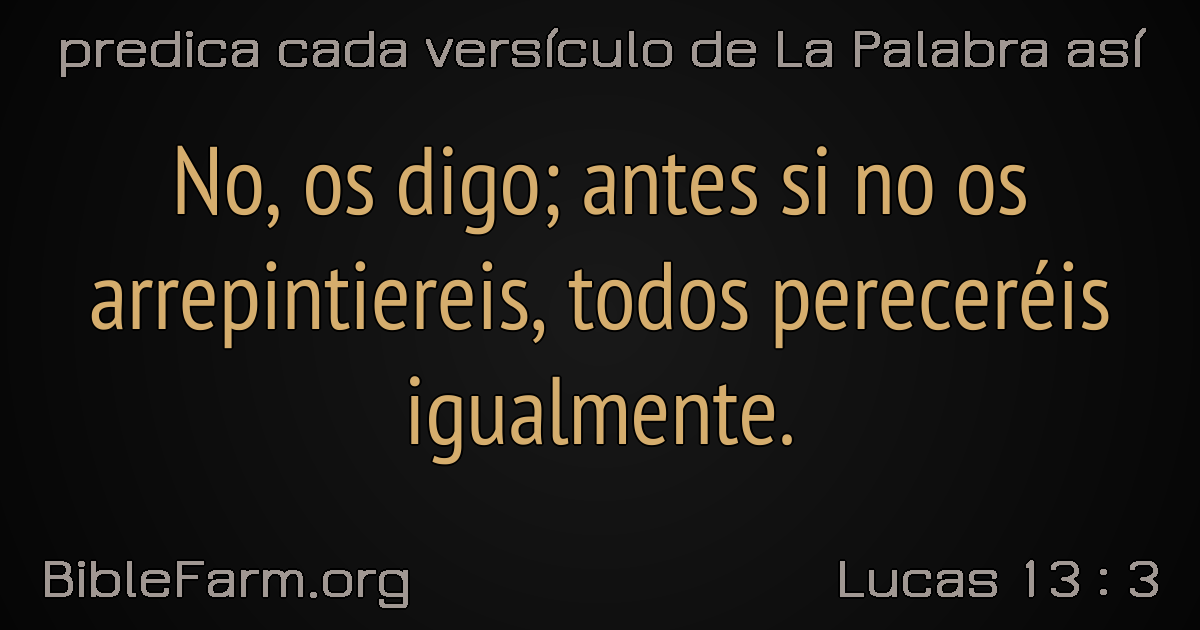 predica cada versículo de La Palabra así
No, os digo; antes si no os
arrepintiereis, todos pereceréis
igualmente.
BibleFarm.org
Lucas 13 : 3